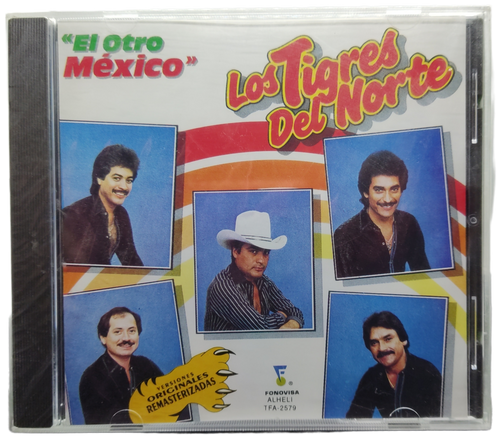 "El Otro
México"
Los Tigres
Del Norte
VERSIONES
ORIGINALES
REMASTERIZADAS
FONOVISA
ALHELI
TFA-2579